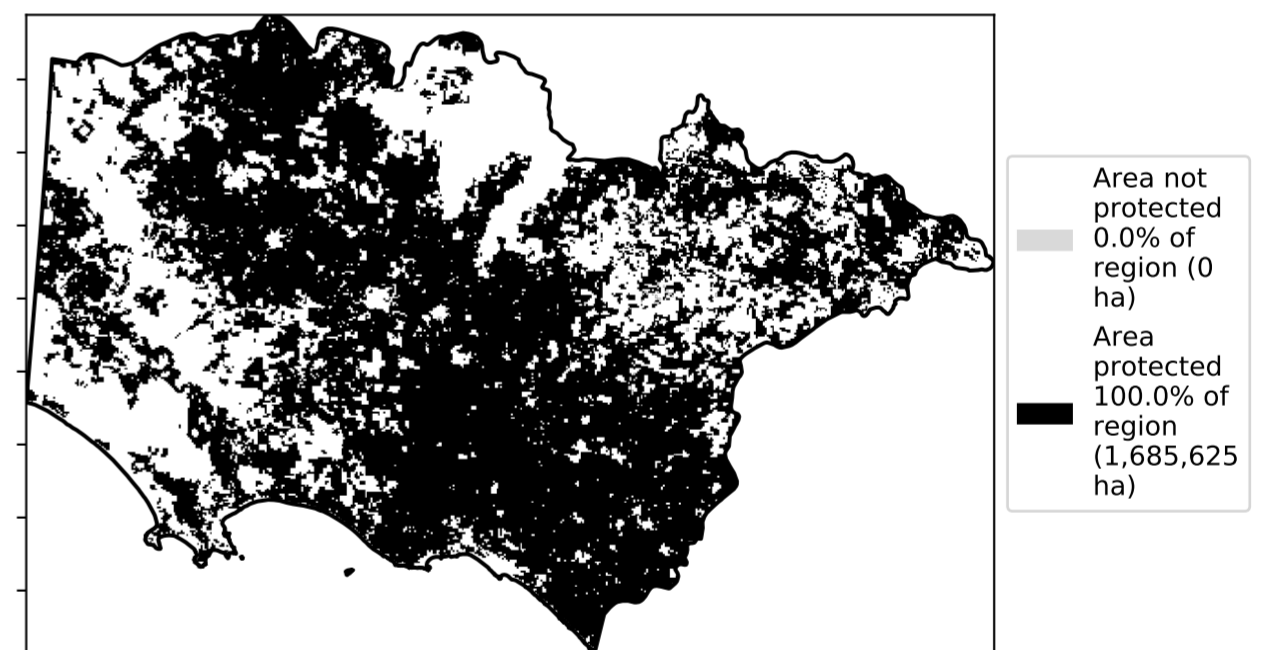 Area not
protected
0.0% of
region (0
ha)
Area
protected
100.0% of
region
(1,685,625
ha)